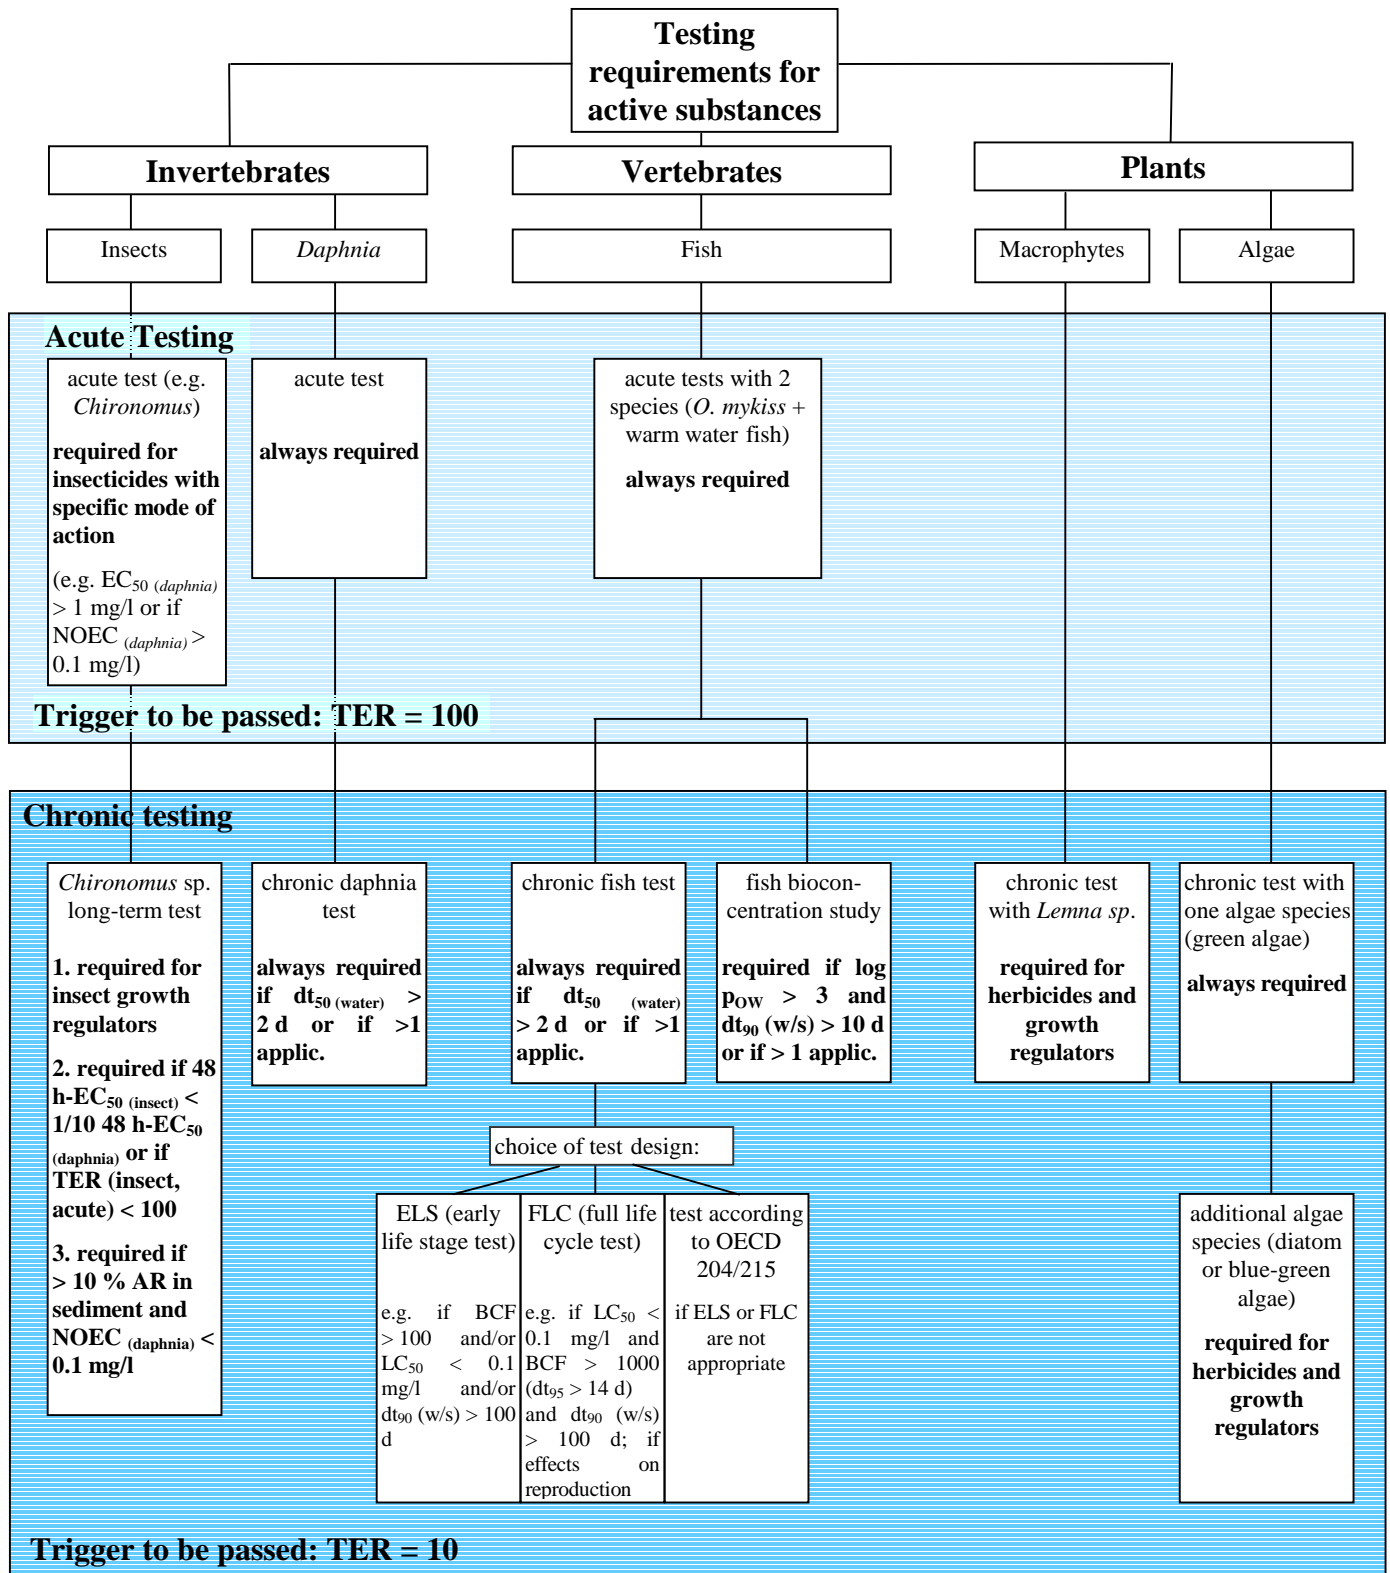 Testing
requirements for
active substances
Invertebrates
Vertebrates
Plants
Insects
Daphnia
Fish
Macrophytes
Algae
Acute Testing
acute test (e.g.
Chironomus)
required for
insecticides with
specific mode of
action
(e.g. EC50 (daphnia)
> 1 mg/l or if
NOEC (daphnia) >
0.1 mg/l)
acute test
always required
acute tests with 2
species (O. mykiss +
warm water fish)
always required
Trigger to be passed: TER = 100
Chronic testing
Chironomus sp.
long-term test
1. required for
insect growth
regulators
2. required if 48
h-EC50 (insect) <
1/10 48 h-EC50
(daphnia) or if
TER (insect,
acute) < 100
3. required if
> 10 % AR in
sediment and
NOEC (daphnia) <
0.1 mg/l
chronic daphnia
test
always required
if dt50 (water) >
2 d or if >1
applic.
chronic fish test
always required
if dt50 (water)
> 2 d or if >1
applic.
fish biocon-
centration study
required if log
pOW > 3 and
dt90 (w/s) > 10 d
or if > 1 applic.
chronic test
with Lemna sp.
required for
herbicides and
growth
regulators
chronic test with
one algae species
(green algae)
always required
choice of test design:
ELS (early
life stage test)
e.g. if BCF
> 100 and/or
LC50 < 0.1
mg/l and/or
dt90 (w/s) > 100
d
FLC (full life
cycle test)
e.g. if LC50 <
0.1 mg/l and
BCF > 1000
(dt95 > 14 d)
and dt90 (w/s)
> 100 d; if
effects on
reproduction
test according
to OECD
204/215
if ELS or FLC
are not
appropriate
additional algae
species (diatom
or blue-green
algae)
required for
herbicides and
growth
regulators
Trigger to be passed: TER = 10